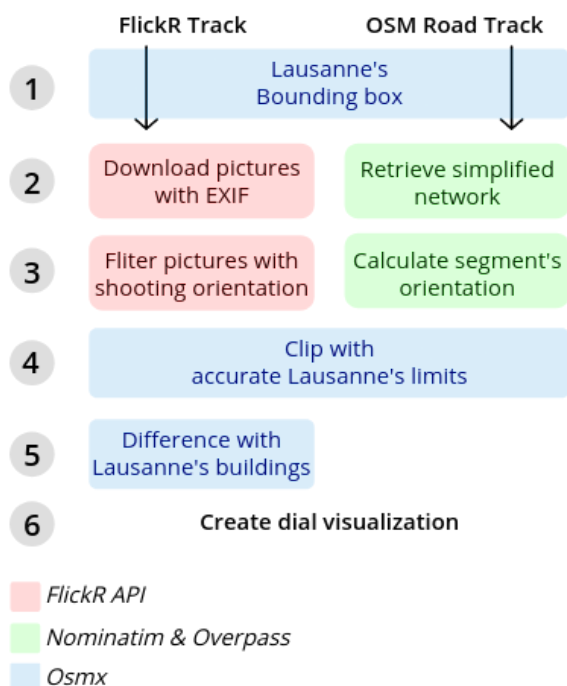 FlickR Track
OSM Road Track
1
Lausanne's
Bounding box
2
Download pictures
with EXIF
Retrieve simplified
network
3
Fliter pictures with
shooting orientation
Calculate segment's
orientation
4
Clip with
accurate Lausanne's limits
5
Difference with
Lausanne's buildings
6
Create dial visualization
FlickR API
Nominatim & Overpass
Osmx